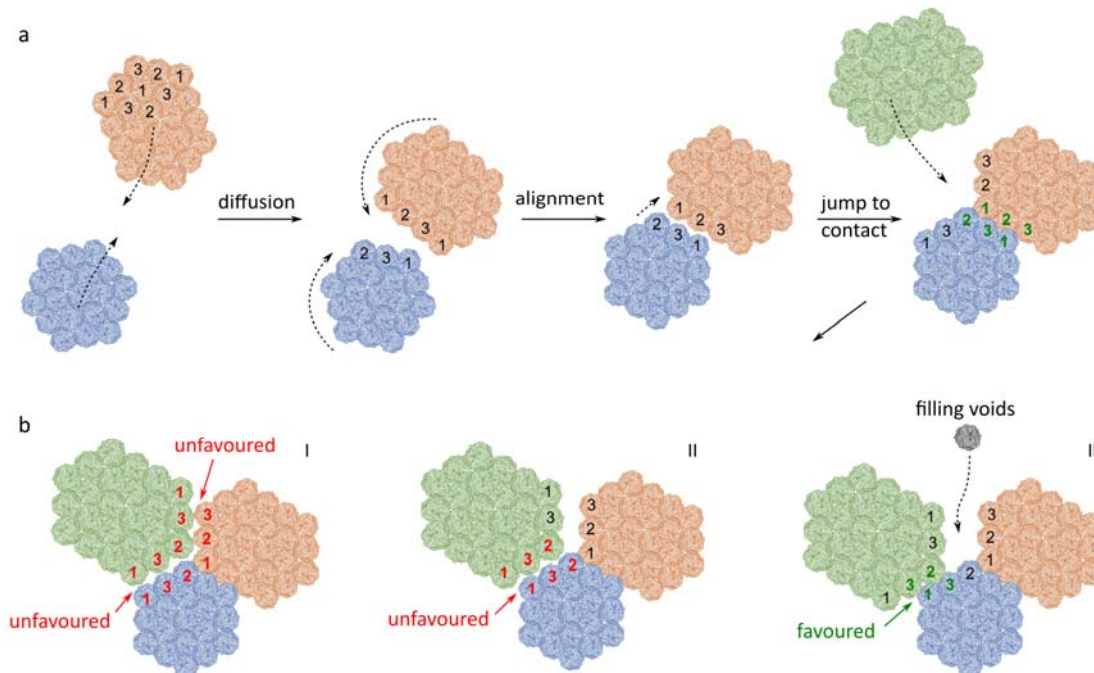 a
3 2 1
2 1 3
1 3 2
diffusion
1 2 3 1
2 3 1
alignment
1 2 3
2 3 1
jump to
contact
3
2
1 2 3
1 3 2 3 1
b
unfavoured
I
1
3
1 3 2
3
2
1
1 3 2
unfavoured
II
1
3
1 3 2
3
2
1
1 3 2
unfavoured
filling voids
II
1
3
1 3 2
3
2
1
1 3 2
favoured